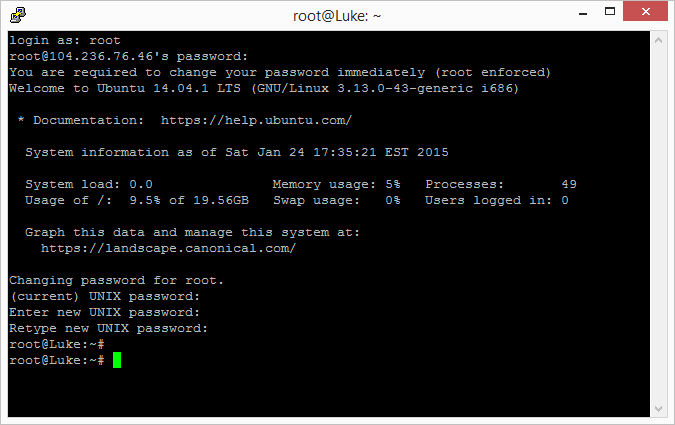 root@Luke: ~
login as: root
root@104.236.76.46's password:
You are required to change your password immediately (root enforced)
Welcome to Ubuntu 14.04.1 LTS (GNU/Linux 3.13.0-43-generic i686)
* Documentation:  https://help.ubuntu.com/
System information as of Sat Jan 24 17:35:21 EST 2015
System load: 0.0               Memory usage: 5%   Processes:       49
Usage of /:  9.5% of 19.56GB   Swap usage:   0%   Users logged in: 0
Graph this data and manage this system at:
https://landscape.canonical.com/
Changing password for root.
(current) UNIX password:
Enter new UNIX password:
Retype new UNIX password:
root@Luke:~#
root@Luke:~#